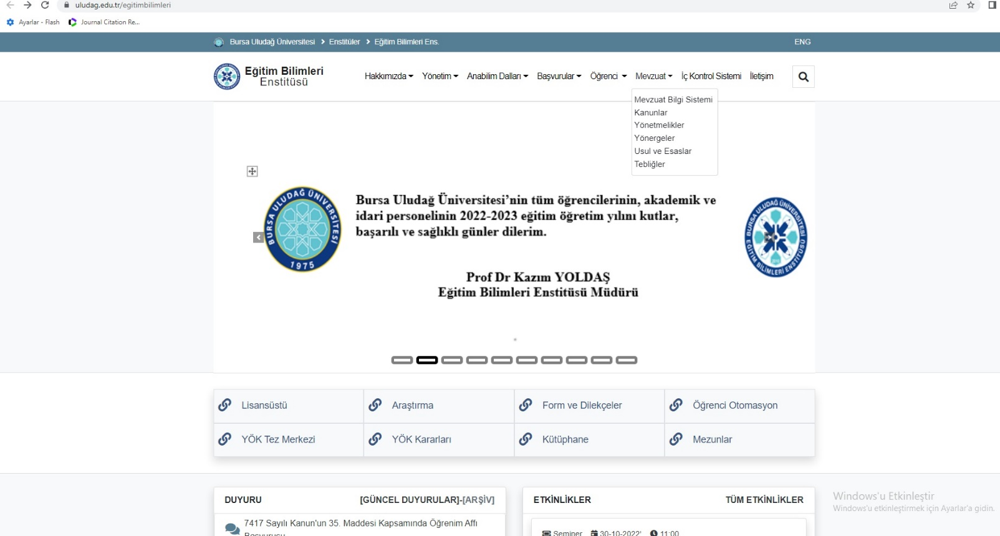 uludag.edu.tr/egitimbilimleri
Ayarlar - Flash Journal Citation Re...
Bursa Uludağ Üniversitesi > Enstitüler > Eğitim Bilimleri Ens. ENG
Eğitim Bilimleri
Enstitüsü
Hakkımızda Yönetim Anabilim Dalları Başvurular Öğrenci Mevzuat İç Kontrol Sistemi İletişim
Mevzuat Bilgi Sistemi
Kanunlar
Yönetmelikler
Yönergeler
Usul ve Esaslar
Tebliğler
BURSA ULUDAĞ ÜNİVERSİTESİ
1975
Bursa Uludağ Üniversitesi’nin tüm öğrencilerinin, akademik ve
idari personelinin 2022-2023 eğitim öğretim yılını kutlar,
başarılı ve sağlıklı günler dilerim.
Prof Dr Kazım YOLDAŞ
Eğitim Bilimleri Enstitüsü Müdürü
BURSA ULUDAĞ ÜNİVERSİTESİ
EĞİTİM BİLİMLERİ ENSTİTÜSÜ
Lisansüstü Araştırma Form ve Dilekçeler Öğrenci Otomasyon
YÖK Tez Merkezi YÖK Kararları Kütüphane Mezunlar
DUYURU [GÜNCEL DUYURULAR]-[ARŞİV]
7417 Sayılı Kanun'un 35. Maddesi Kapsamında Öğrenim Affı
Başvurusu
ETKİNLİKLER TÜM ETKİNLİKLER
Seminer 30-10-2022' 11:00
Windows'u Etkinleştir
Windows'u etkinleştirmek için Ayarlar'a gidin.